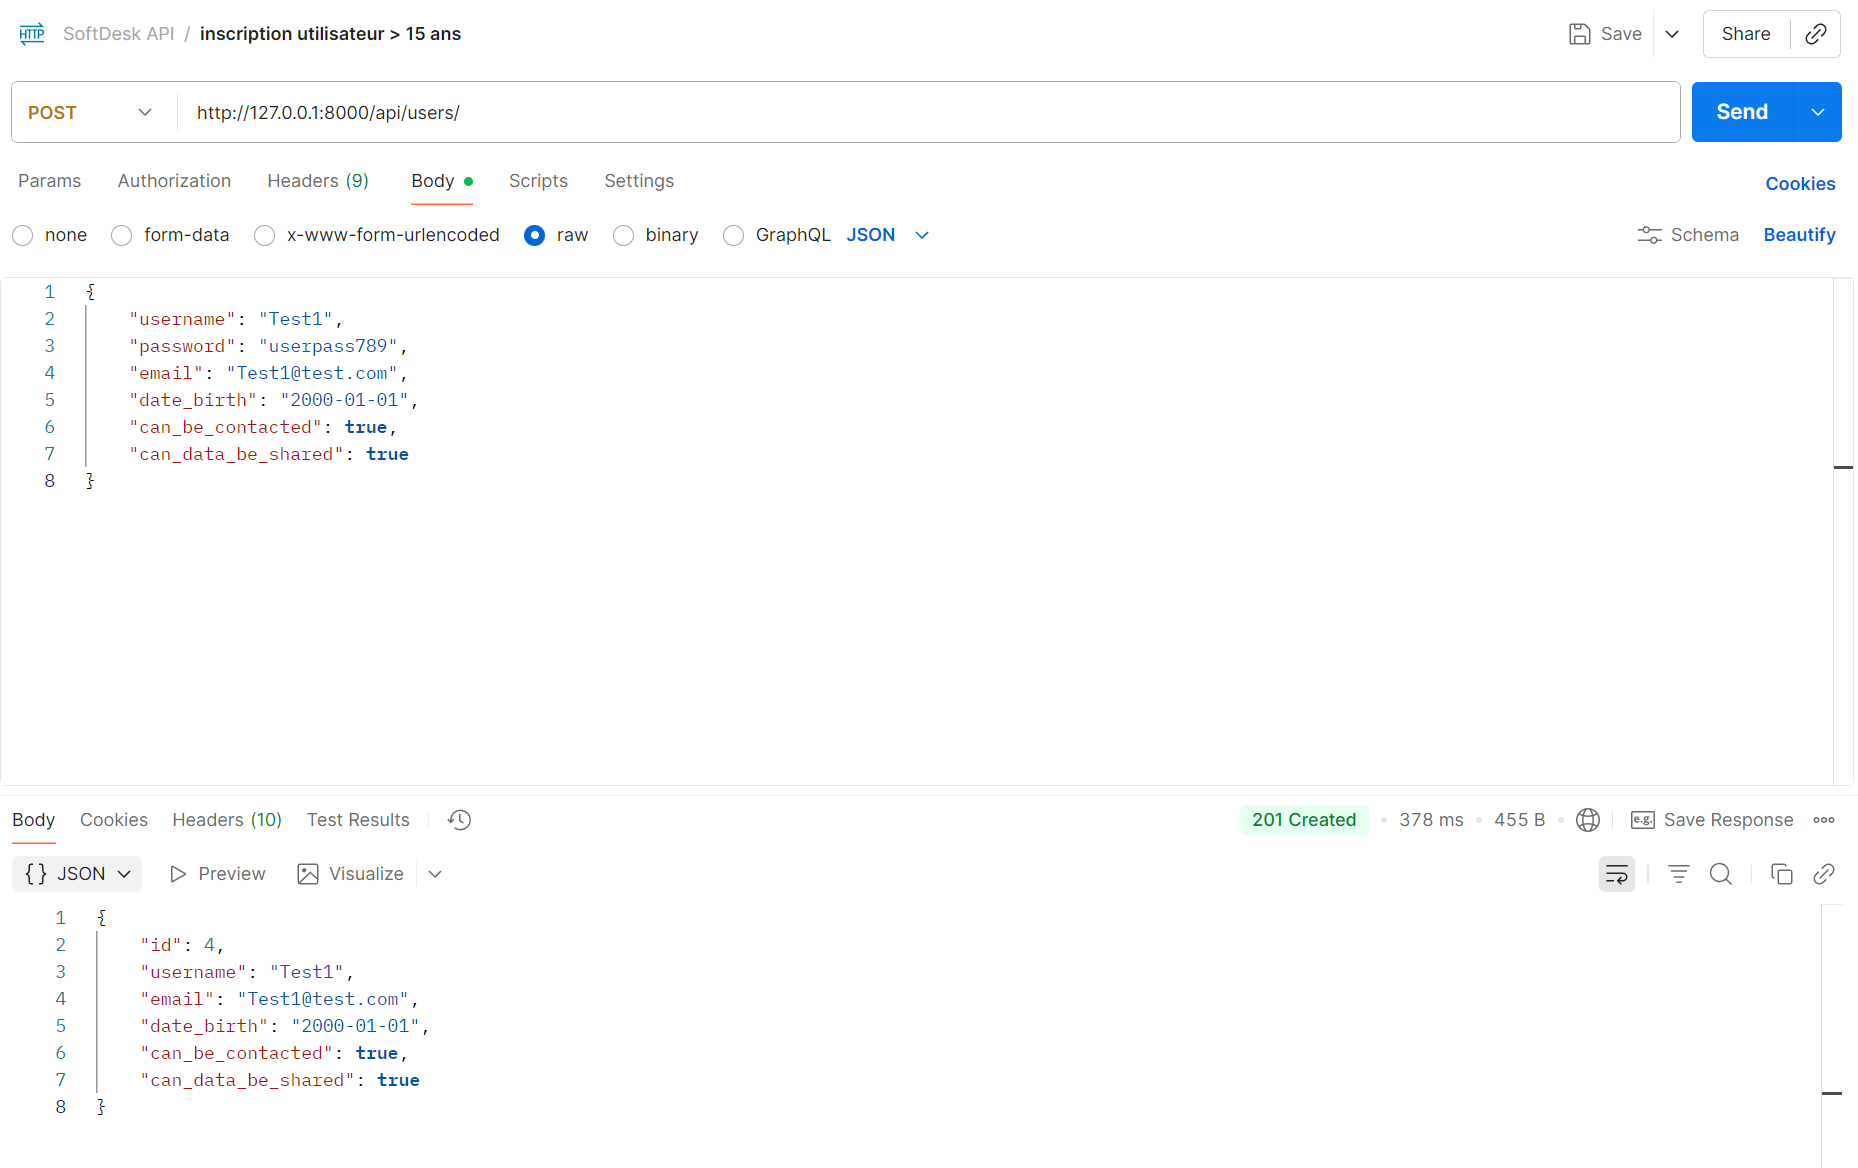 HTTP SoftDesk API / inscription utilisateur > 15 ans Save Share
POST http://127.0.0.1:8000/api/users/ Send
Params Authorization Headers (9) Body Scripts Settings Cookies
none form-data x-www-form-urlencoded raw binary GraphQL JSON Schema Beautify
1 {
2 "username": "Test1",
3 "password": "userpass789",
4 "email": "Test1@test.com",
5 "date_birth": "2000-01-01",
6 "can_be_contacted": true,
7 "can_data_be_shared": true
8 }
Body Cookies Headers (10) Test Results 201 Created 378 ms 455 B e.g. Save Response
{} JSON Preview Visualize
1 {
2 "id": 4,
3 "username": "Test1",
4 "email": "Test1@test.com",
5 "date_birth": "2000-01-01",
6 "can_be_contacted": true,
7 "can_data_be_shared": true
8 }